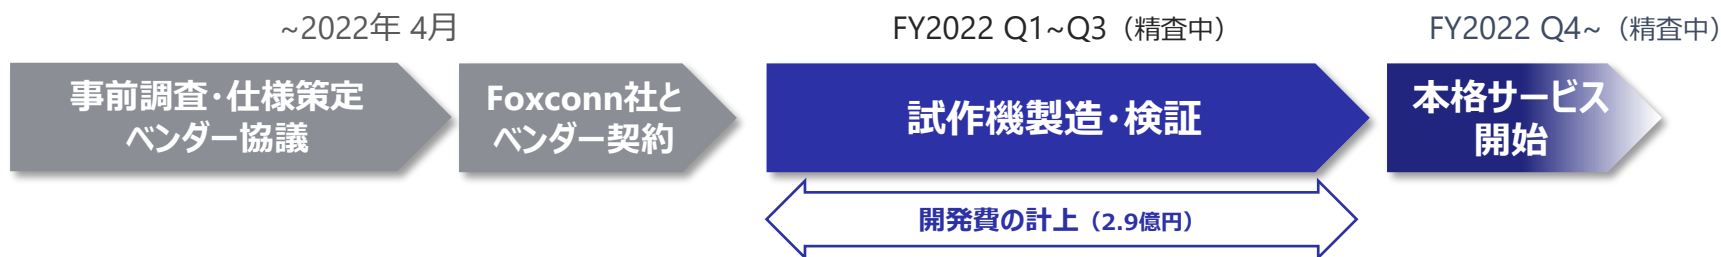 ~2022年 4月
FY2022 Q1~Q3（精査中）
FY2022 Q4~（精査中）
事前調査・仕様策定
ベンダー協議
Foxconn社と
ベンダー契約
試作機製造・検証
本格サービス
開始
開発費の計上（2.9億円）